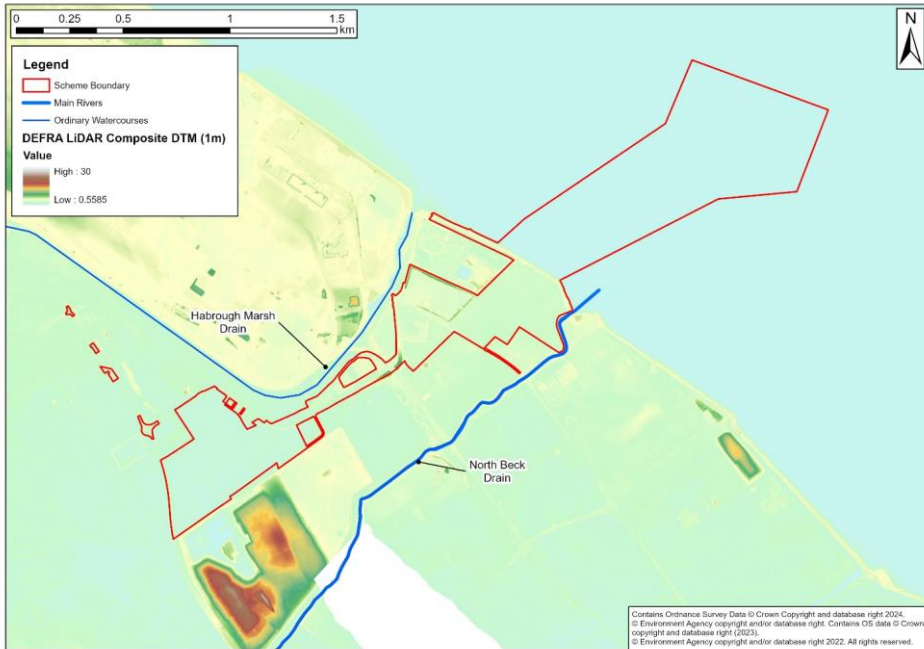 0 0.25 0.5 1 1.5
km
N
Legend
Scheme Boundary
Main Rivers
Ordinary Watercourses
DEFRA LiDAR Composite DTM (1m)
Value
High : 30
Low : 0.5585
Habrough Marsh
Drain
North Beck
Drain
Contains Ordnance Survey Data © Crown Copyright and database right 2024.
© Environment Agency copyright and/or database right. Contains OS data © Crown
copyright and database right (2023).
© Environment Agency copyright and/or database right 2022. All rights reserved.